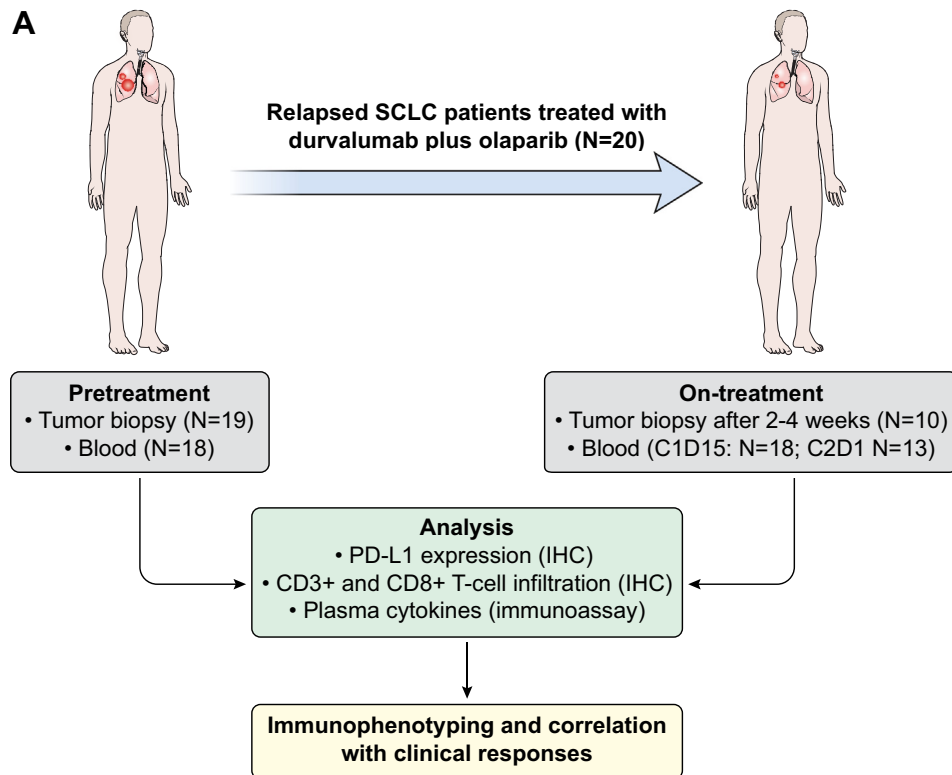 A
Relapsed SCLC patients treated with
durvalumab plus olaparib (N=20)
Pretreatment
• Tumor biopsy (N=19)
• Blood (N=18)
On-treatment
• Tumor biopsy after 2-4 weeks (N=10)
• Blood (C1D15: N=18; C2D1 N=13)
Analysis
• PD-L1 expression (IHC)
• CD3+ and CD8+ T-cell infiltration (IHC)
• Plasma cytokines (immunoassay)
Immunophenotyping and correlation
with clinical responses